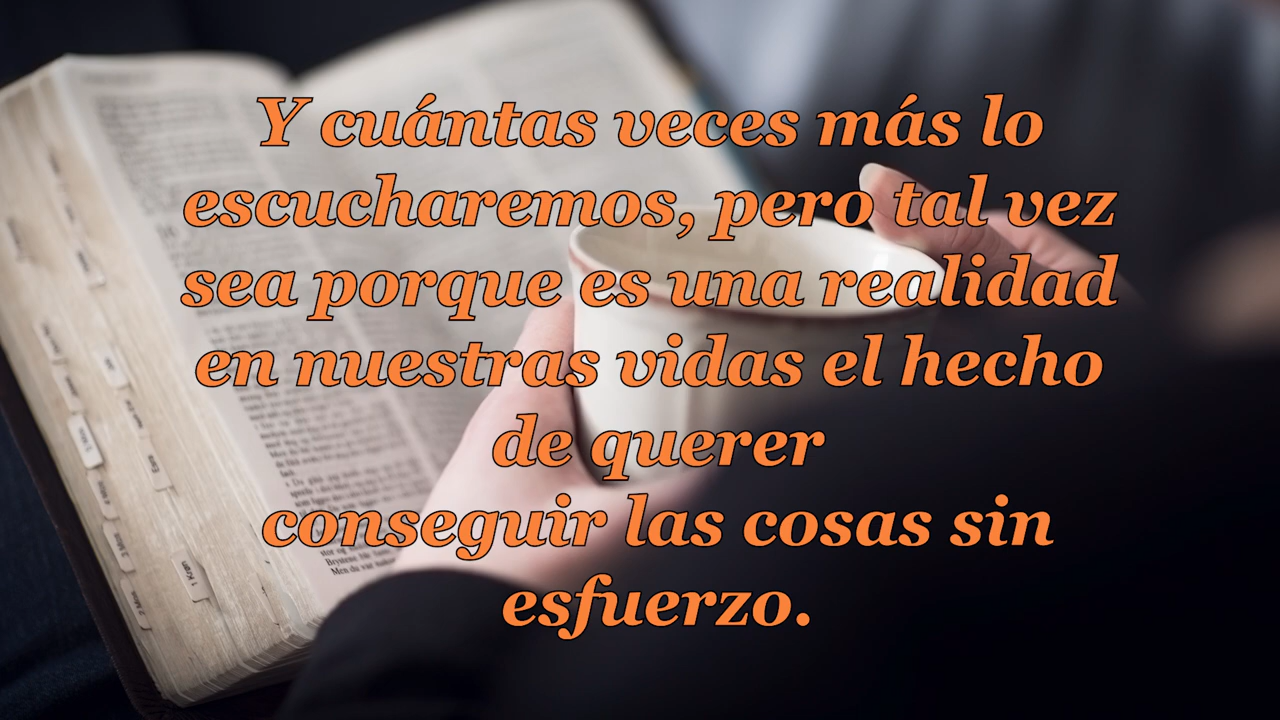 Y cuántas veces más lo
escucharemos, pero tal vez
sea porque es una realidad
en nuestras vidas el hecho
de querer
conseguir las cosas sin
esfuerzo.